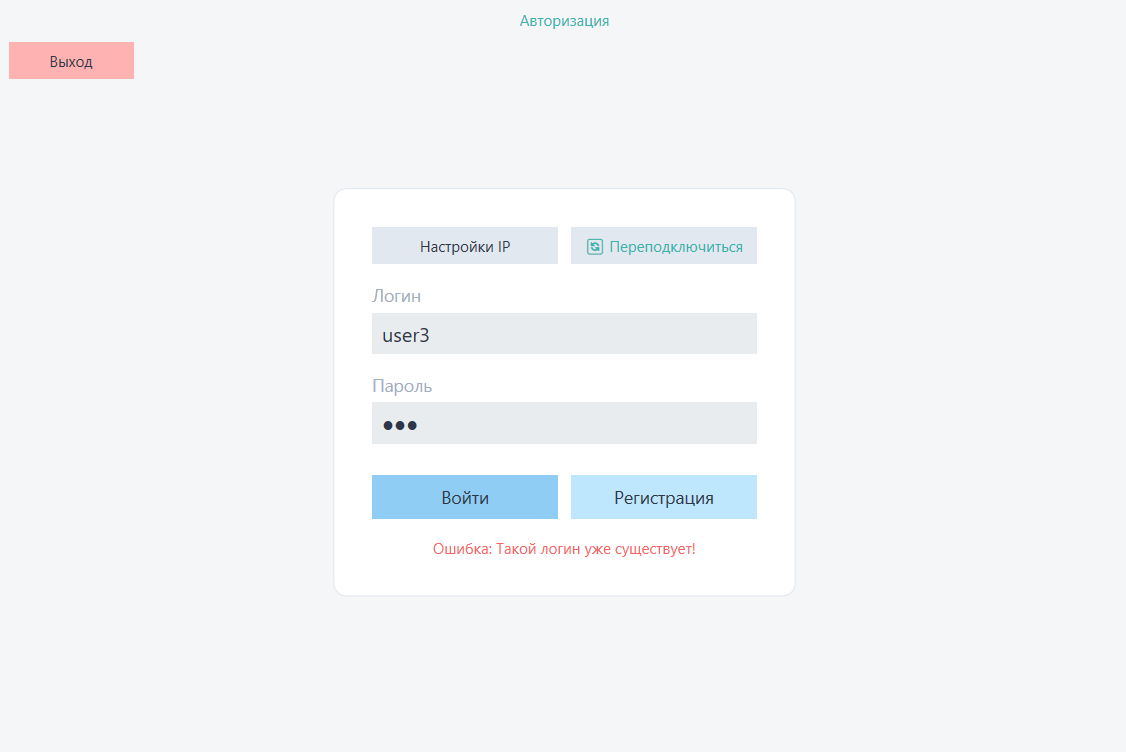 Авторизация
Выход
Настройки IP
Переподключиться
Логин
user3
Пароль
●●●
Войти
Регистрация
Ошибка: Такой логин уже существует!